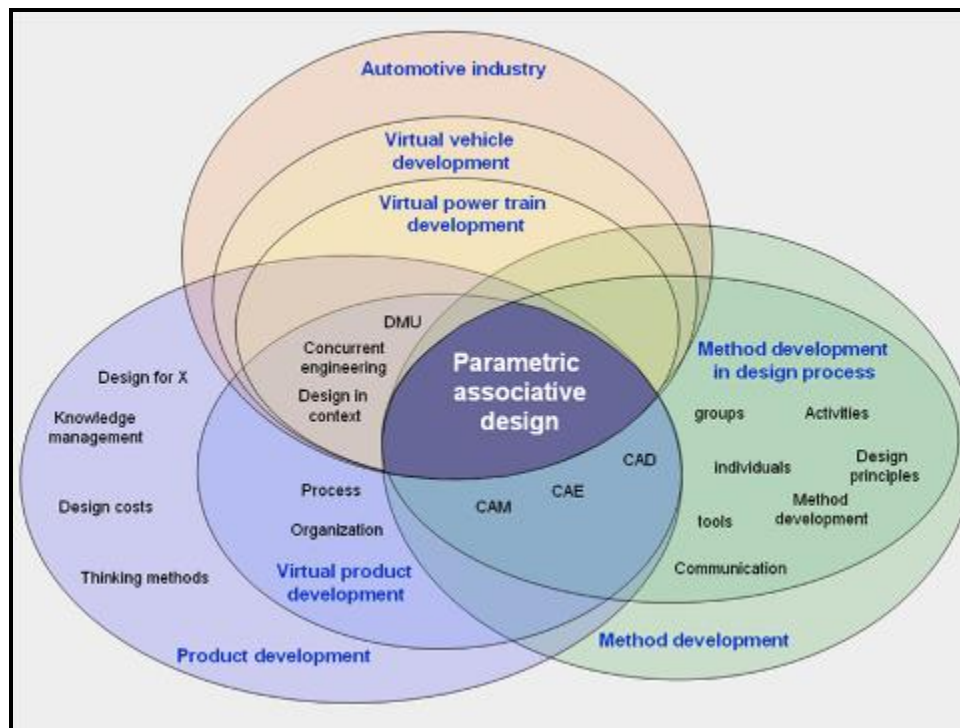 Automotive industry
Virtual vehicle
development
Virtual power train
development
DMU
Concurrent
engineering
Design in
context
Parametric
associative
design
Design for X
Knowledge
management
Design costs
Thinking methods
Process
Organization
Virtual product
development
Product development
CAD
CAE
CAM
Method development
in design process
groups
Activities
individuals
Design
principles
tools
Method
development
Communication
Method development